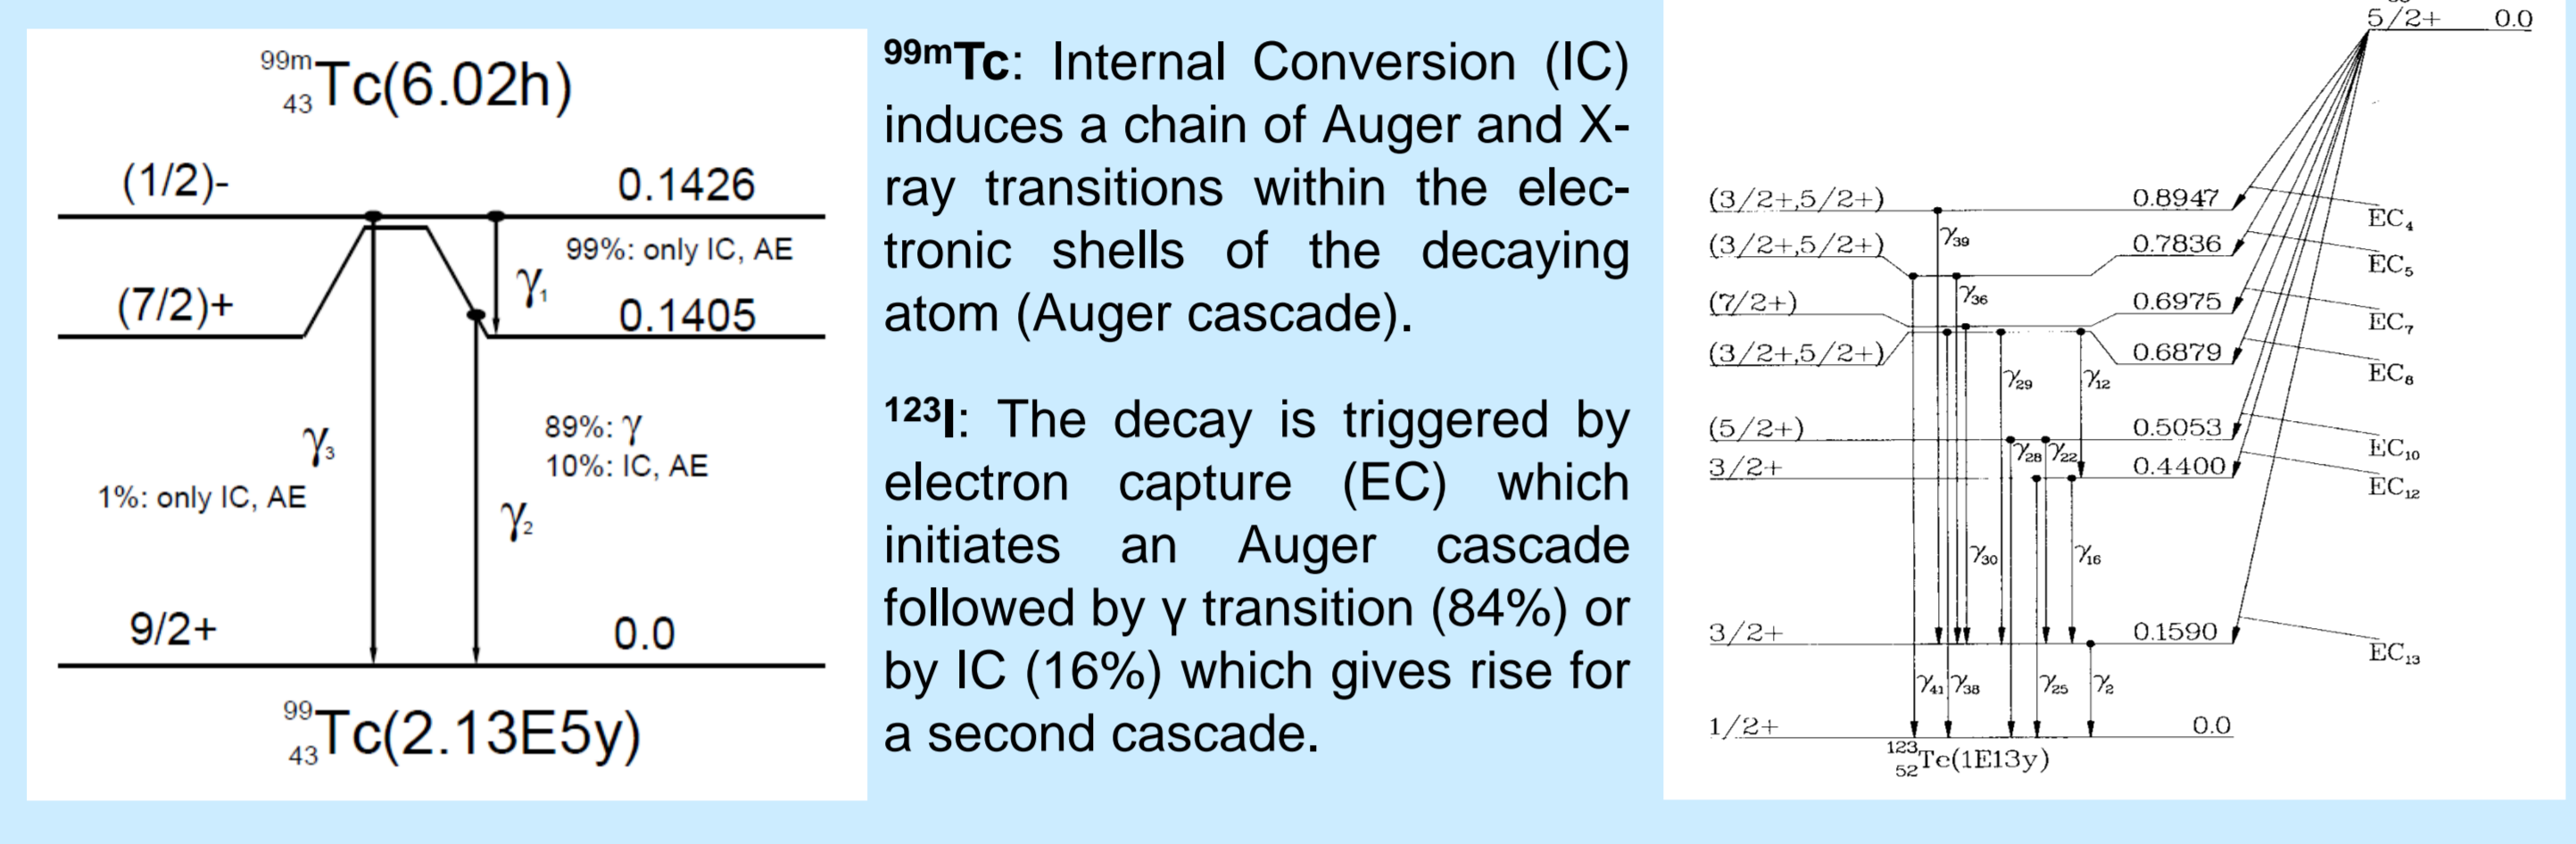 99m
43Tc(6.02h)
(1/2)- 0.1426
99%: only IC, AE
γ1
(7/2)+ 0.1405
γ3
89%: γ
10%: IC, AE
1%: only IC, AE
γ2
9/2+ 0.0
99
43Tc(2.13E5y)
99mTc: Internal Conversion (IC)
induces a chain of Auger and X-
ray transitions within the elec-
tronic shells of the decaying
atom (Auger cascade).
123I: The decay is triggered by
electron capture (EC) which
initiates an Auger cascade
followed by γ transition (84%) or
by IC (16%) which gives rise for
a second cascade.
5/2+ 0.0
(3/2+,5/2+) 0.8947
EC4
γ39
(3/2+,5/2+) 0.7836
EC5
γ36
(7/2+) 0.6975
EC7
(3/2+,5/2+) 0.6879
EC8
γ29 γ12
(5/2+) 0.5053
EC10
γ28 γ22
3/2+ 0.4400
EC12
γ30 γ16
3/2+ 0.1590
EC13
γ41 γ38 γ25 γ2
1/2+ 0.0
123
52Te(1E13y)